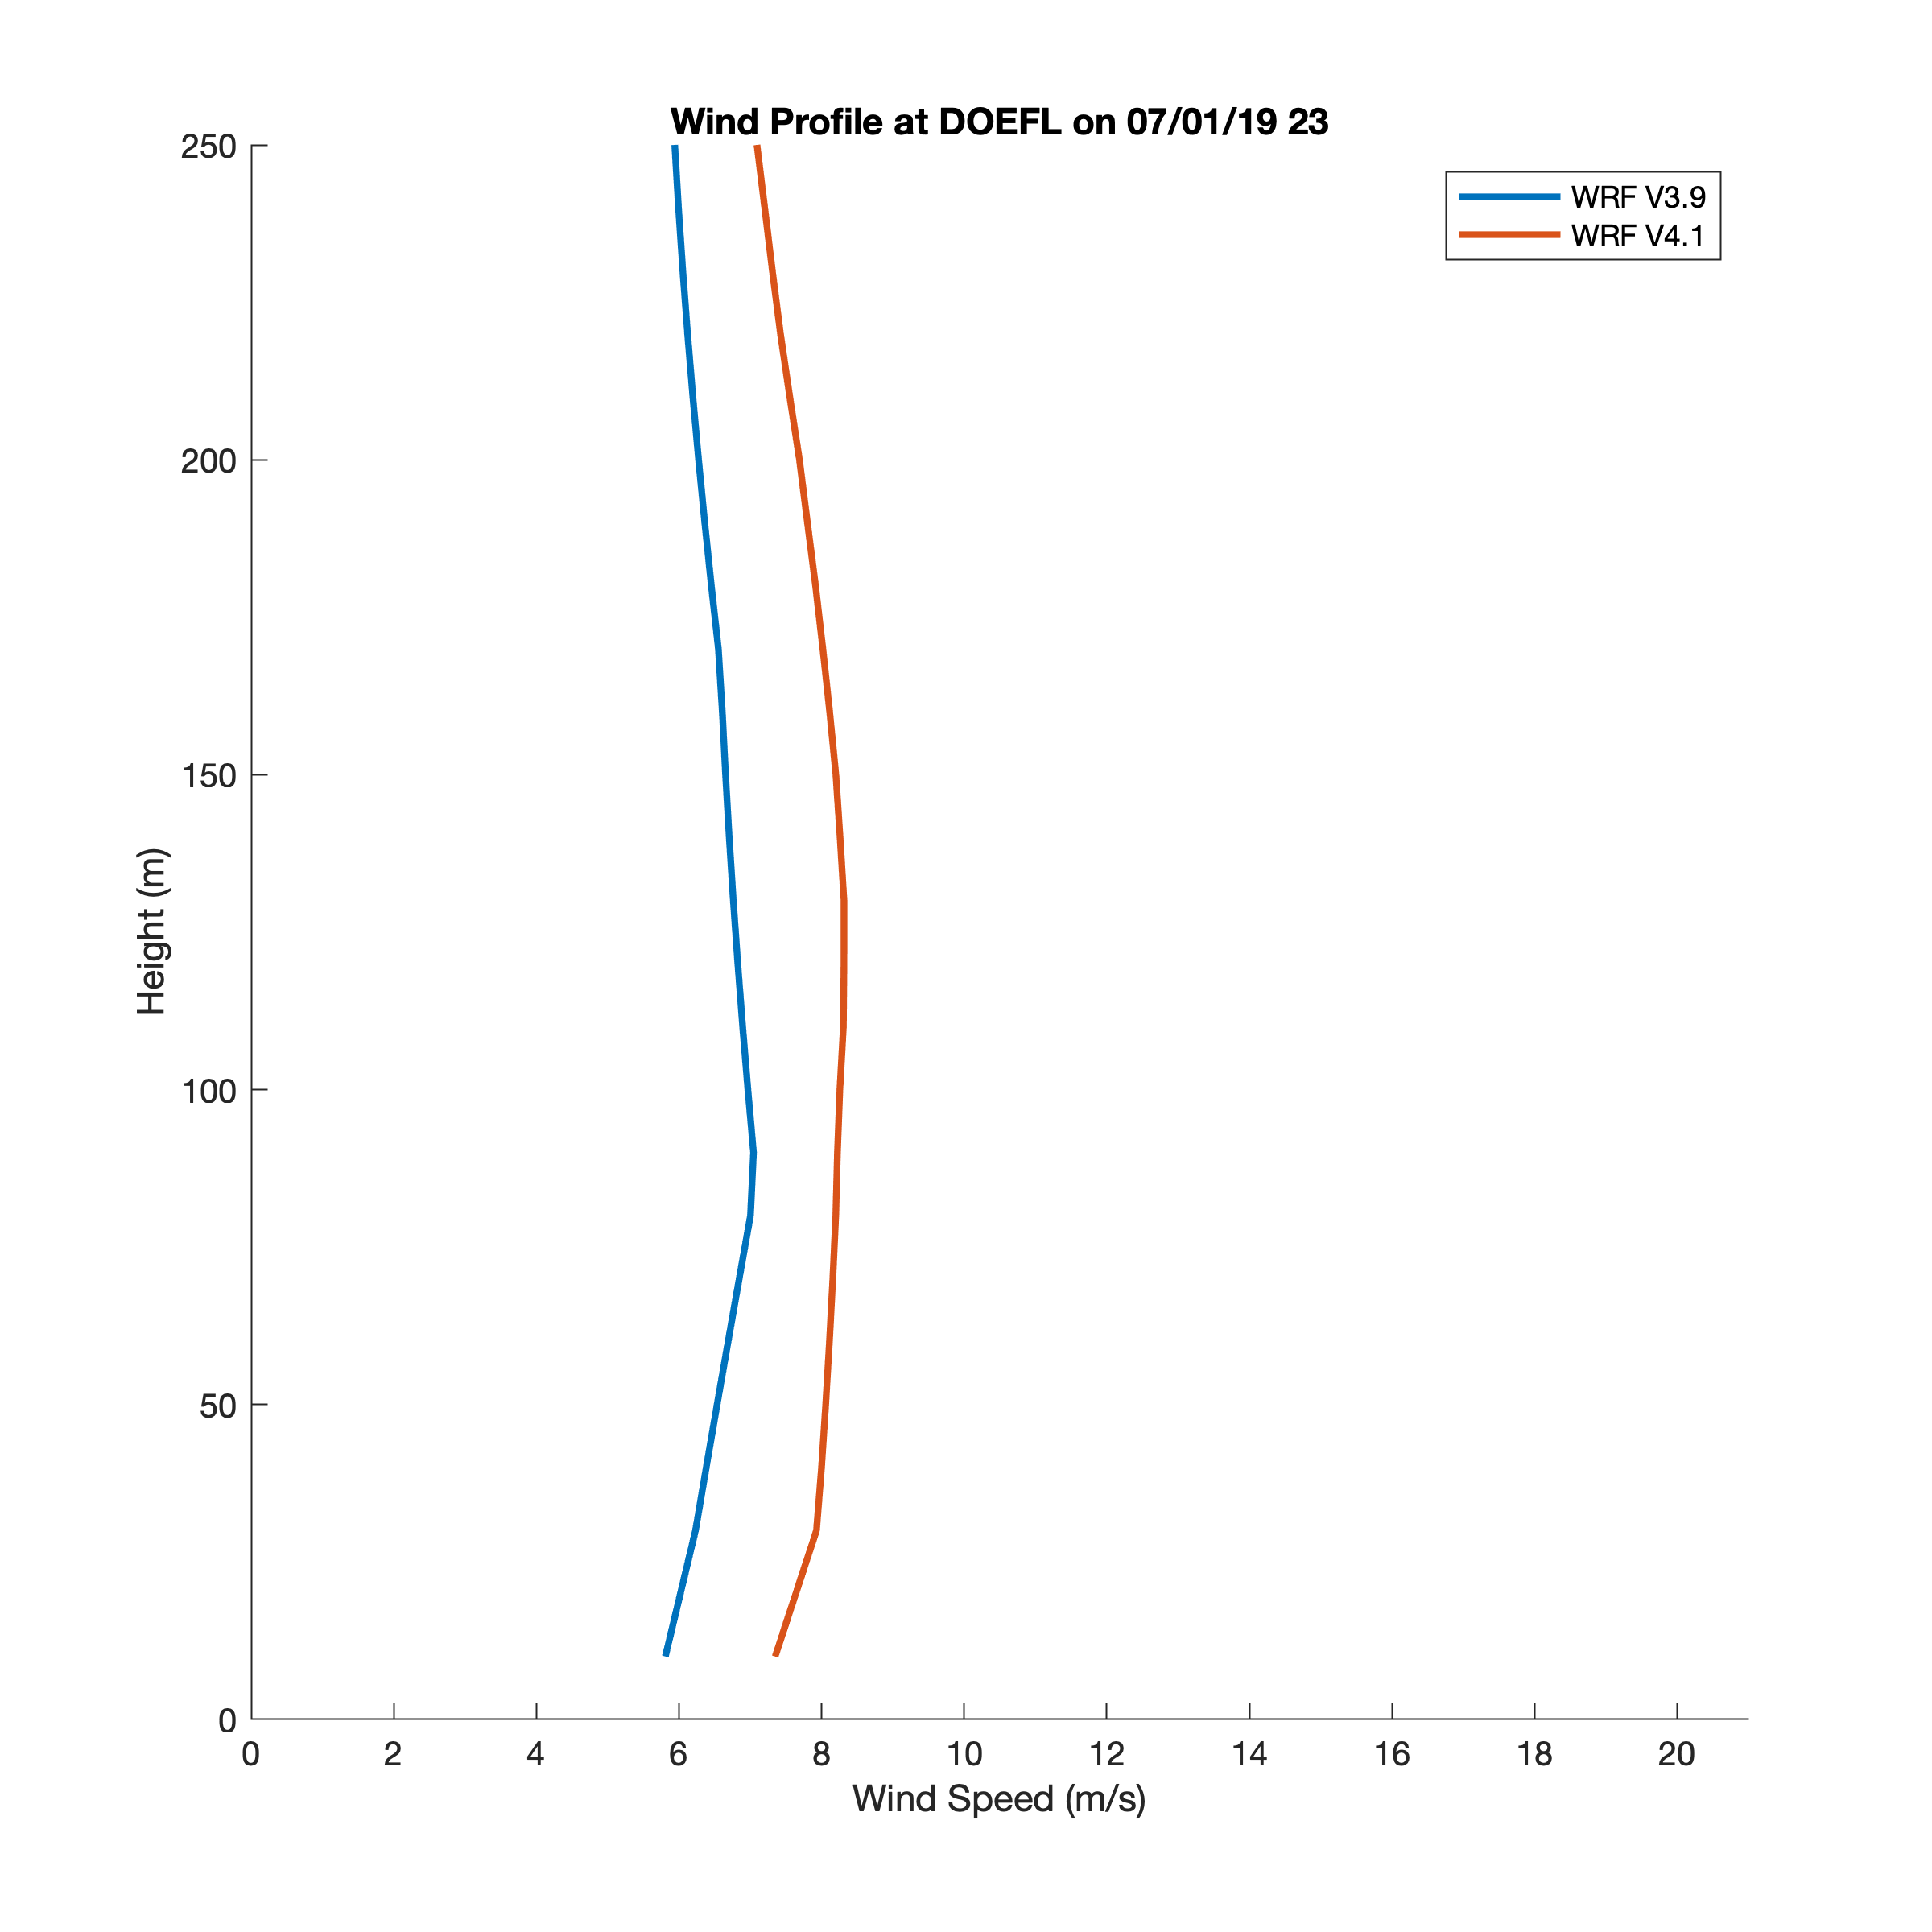 Wind Profile at DOEFL on 07/01/19 23
WRF V3.9
WRF V4.1
250
200
150
100
50
0
Height (m)
0 2 4 6 8 10 12 14 16 18 20
Wind Speed (m/s)